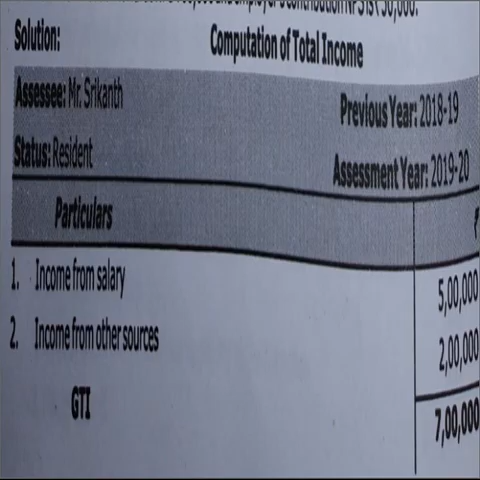 Solution:
Computation of Total Income
Assessee: Mr. Srikanth Previous Year: 2018-19
Status: Resident Assessment Year: 2019-20
Particulars ₹
1. Income from salary 5,00,000
2. Income from other sources 2,00,000
GTI 7,00,000